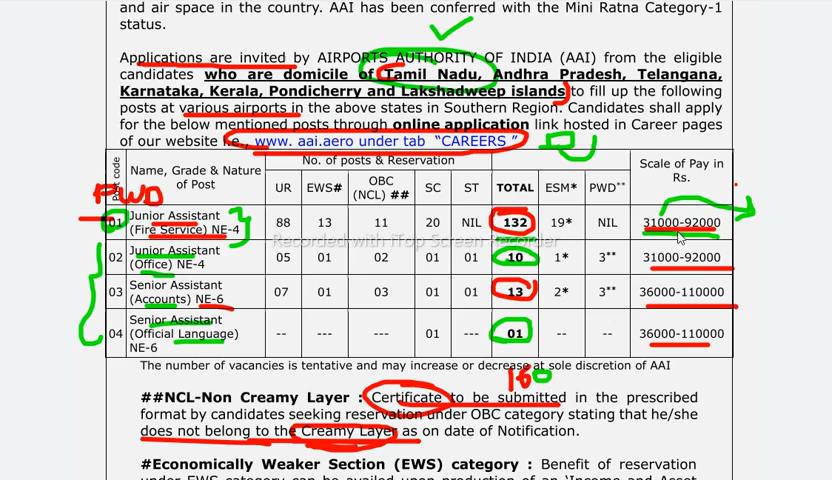 and air space in the country. AAI has been conferred with the Mini Ratna Category-1
status.
Applications are invited by AIRPORTS AUTHORITY OF INDIA (AAI) from the eligible
candidates who are domicile of Tamil Nadu, Andhra Pradesh, Telangana,
Karnataka, Kerala, Pondicherry and Lakshadweep islands to fill up the following
posts at various airports in the above states in Southern Region. Candidates shall apply
for the below mentioned posts through online application link hosted in Career pages
of our website i.e., www. aai.aero under tab “CAREERS ”
Post code Name, Grade & Nature of Post No. of posts & Reservation Scale of Pay in Rs.
UR EWS# OBC (NCL) ## SC ST TOTAL ESM* PWD**
PWD
01 Junior Assistant (Fire Service) NE-4 88 13 11 20 NIL 132 19* NIL 31000-92000
Recorded with iTop Screen Recorder
02 Junior Assistant (Office) NE-4 05 01 02 01 01 10 1* 3** 31000-92000
03 Senior Assistant (Accounts) NE-6 07 01 03 01 01 13 2* 3** 36000-110000
04 Senior Assistant (Official Language) NE-6 -- --- --- 01 --- 01 -- -- 36000-110000
The number of vacancies is tentative and may increase or decrease at sole discretion of AAI
##NCL-Non Creamy Layer : Certificate to be submitted in the prescribed
format by candidates seeking reservation under OBC category stating that he/she
does not belong to the Creamy Layer as on date of Notification.
#Economically Weaker Section (EWS) category : Benefit of reservation